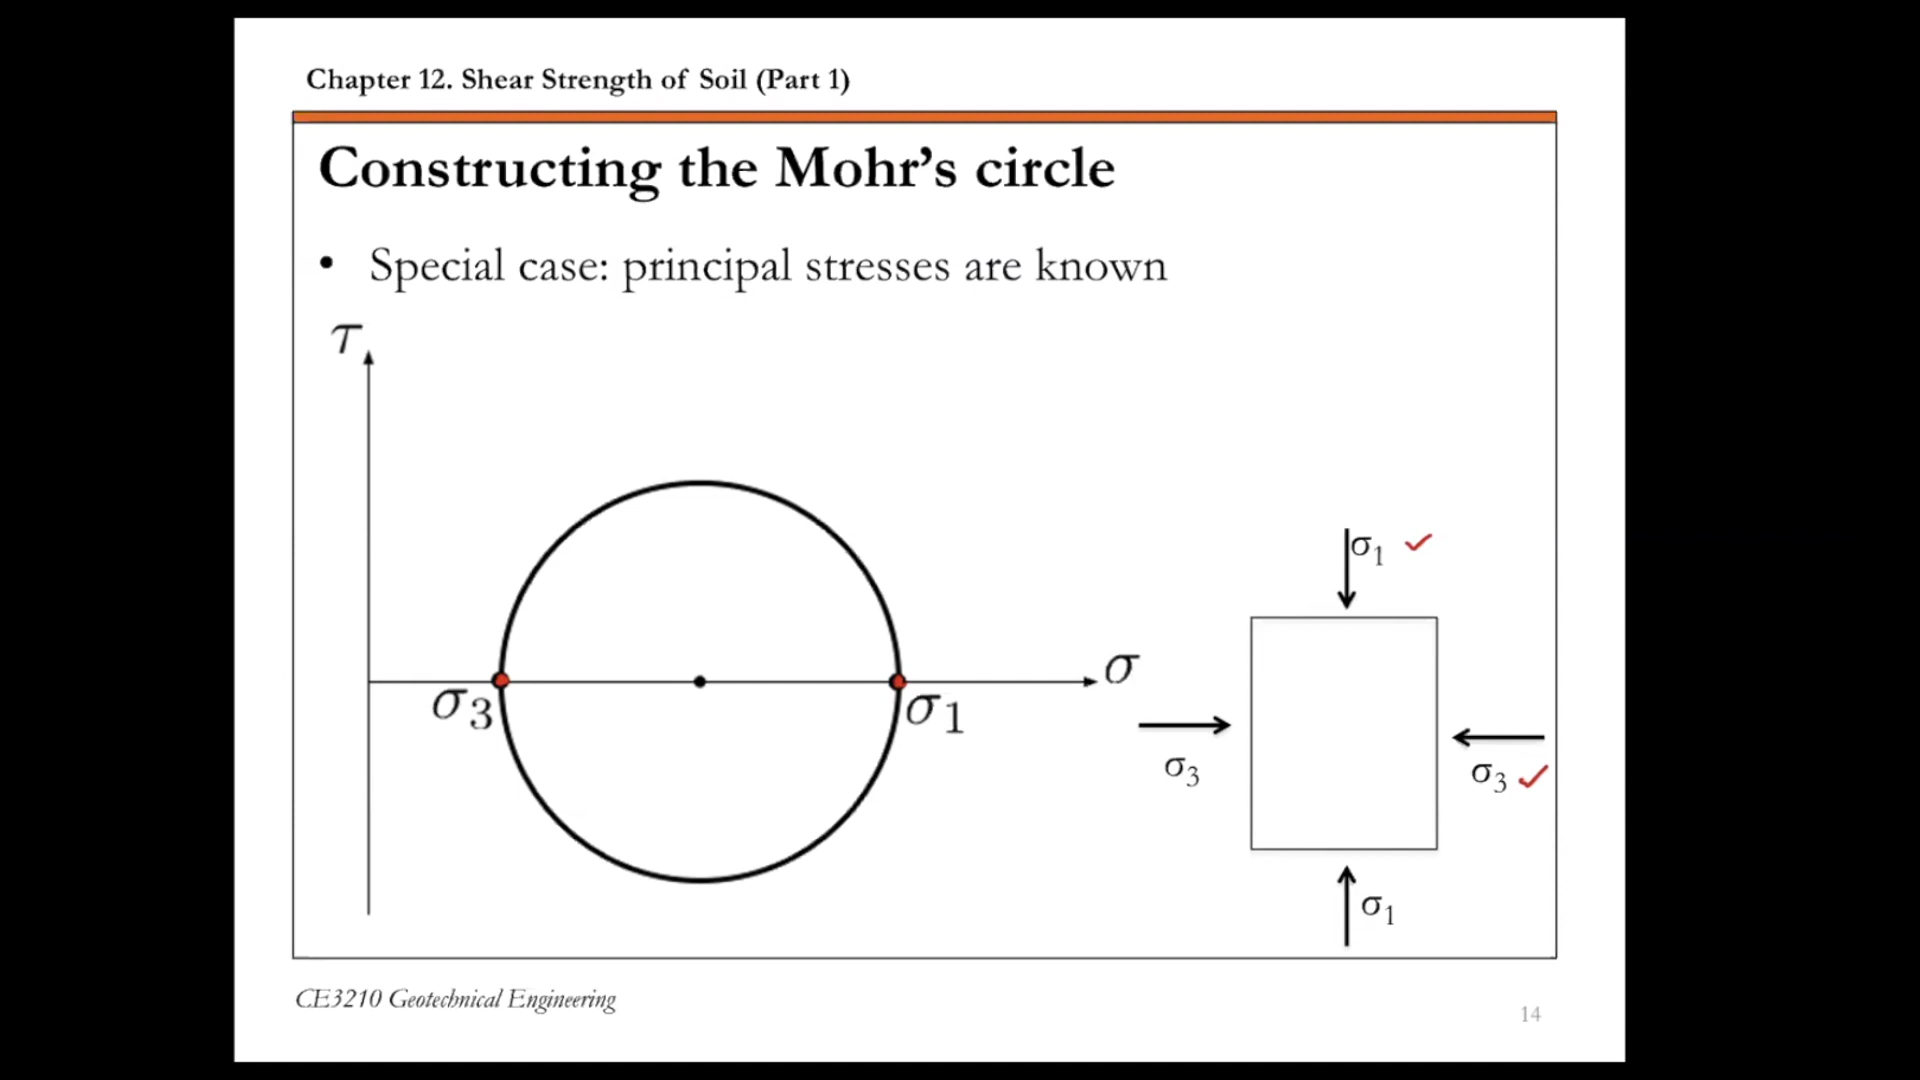 Chapter 12. Shear Strength of Soil (Part 1)
Constructing the Mohr’s circle
• Special case: principal stresses are known
τ
σ₁
σ
σ₃ σ₁
σ₃ σ₃
σ₁
CE3210 Geotechnical Engineering
14